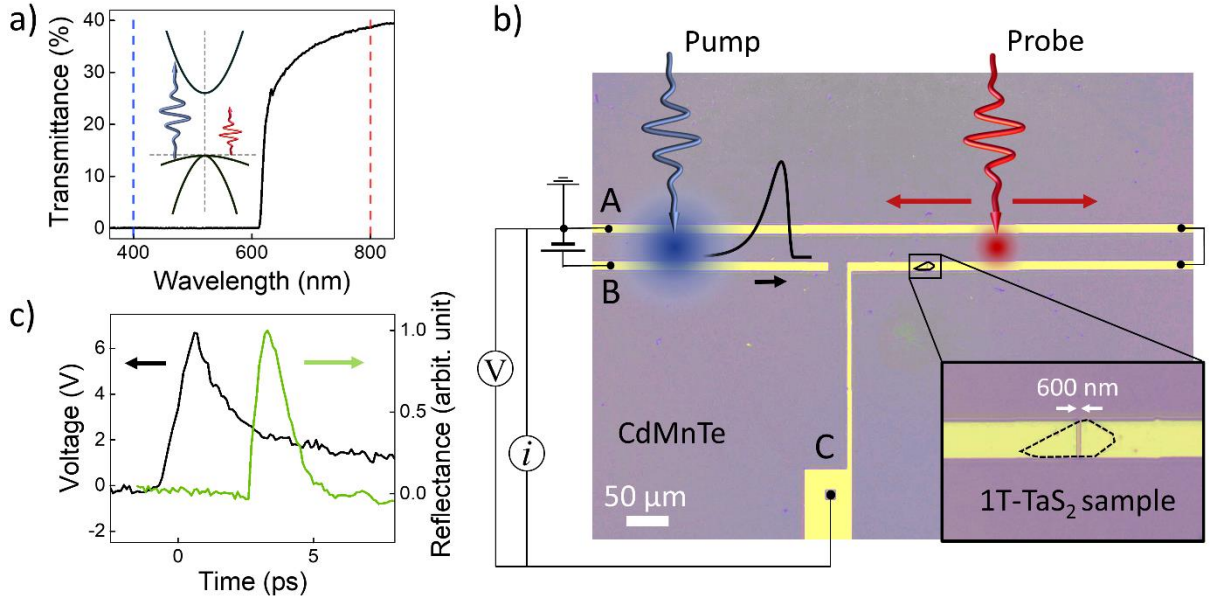 a)
Transmittance (%)
40
30
20
10
0
400
600
800
Wavelength (nm)
b)
Pump
Probe
A
B
V
i
CdMnTe
C
50 μm
600 nm
1T-TaS₂ sample
c)
Voltage (V)
6
4
2
0
-2
0
5
Time (ps)
1.0
0.5
0.0
Reflectance (arbit. unit)